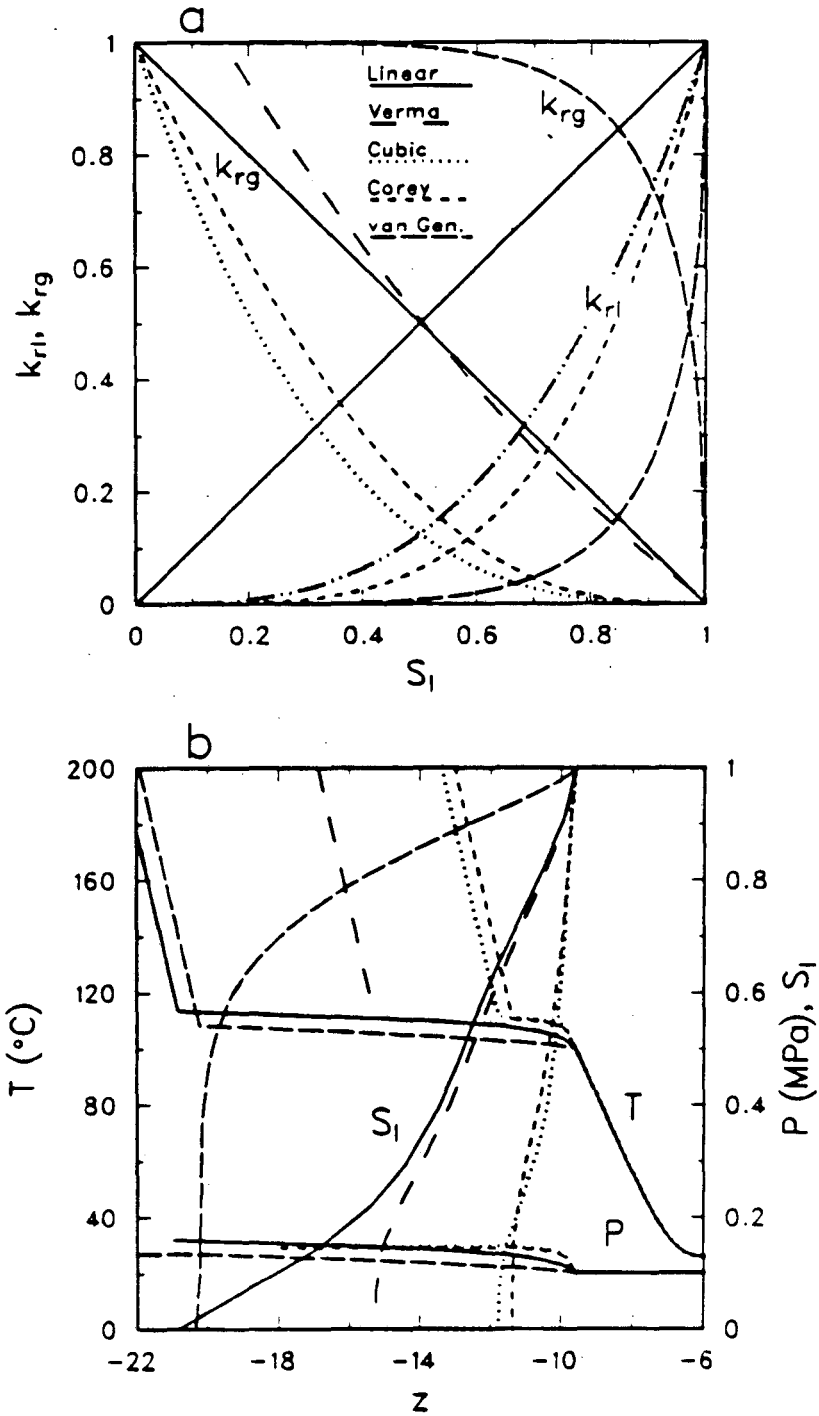 a
k_rl, k_rg
1
0.8
0.6
0.4
0.2
0
Linear
Verma
Cubic
Corey
van Gen.
k_rg
k_rg
k_rl
0
0.2
0.4
0.6
0.8
1
S_l
b
T (°C)
200
160
120
80
40
0
1
0.8
0.6
0.4
0.2
0
P (MPa), S_l
S_l
T
P
-22
-18
-14
-10
-6
z